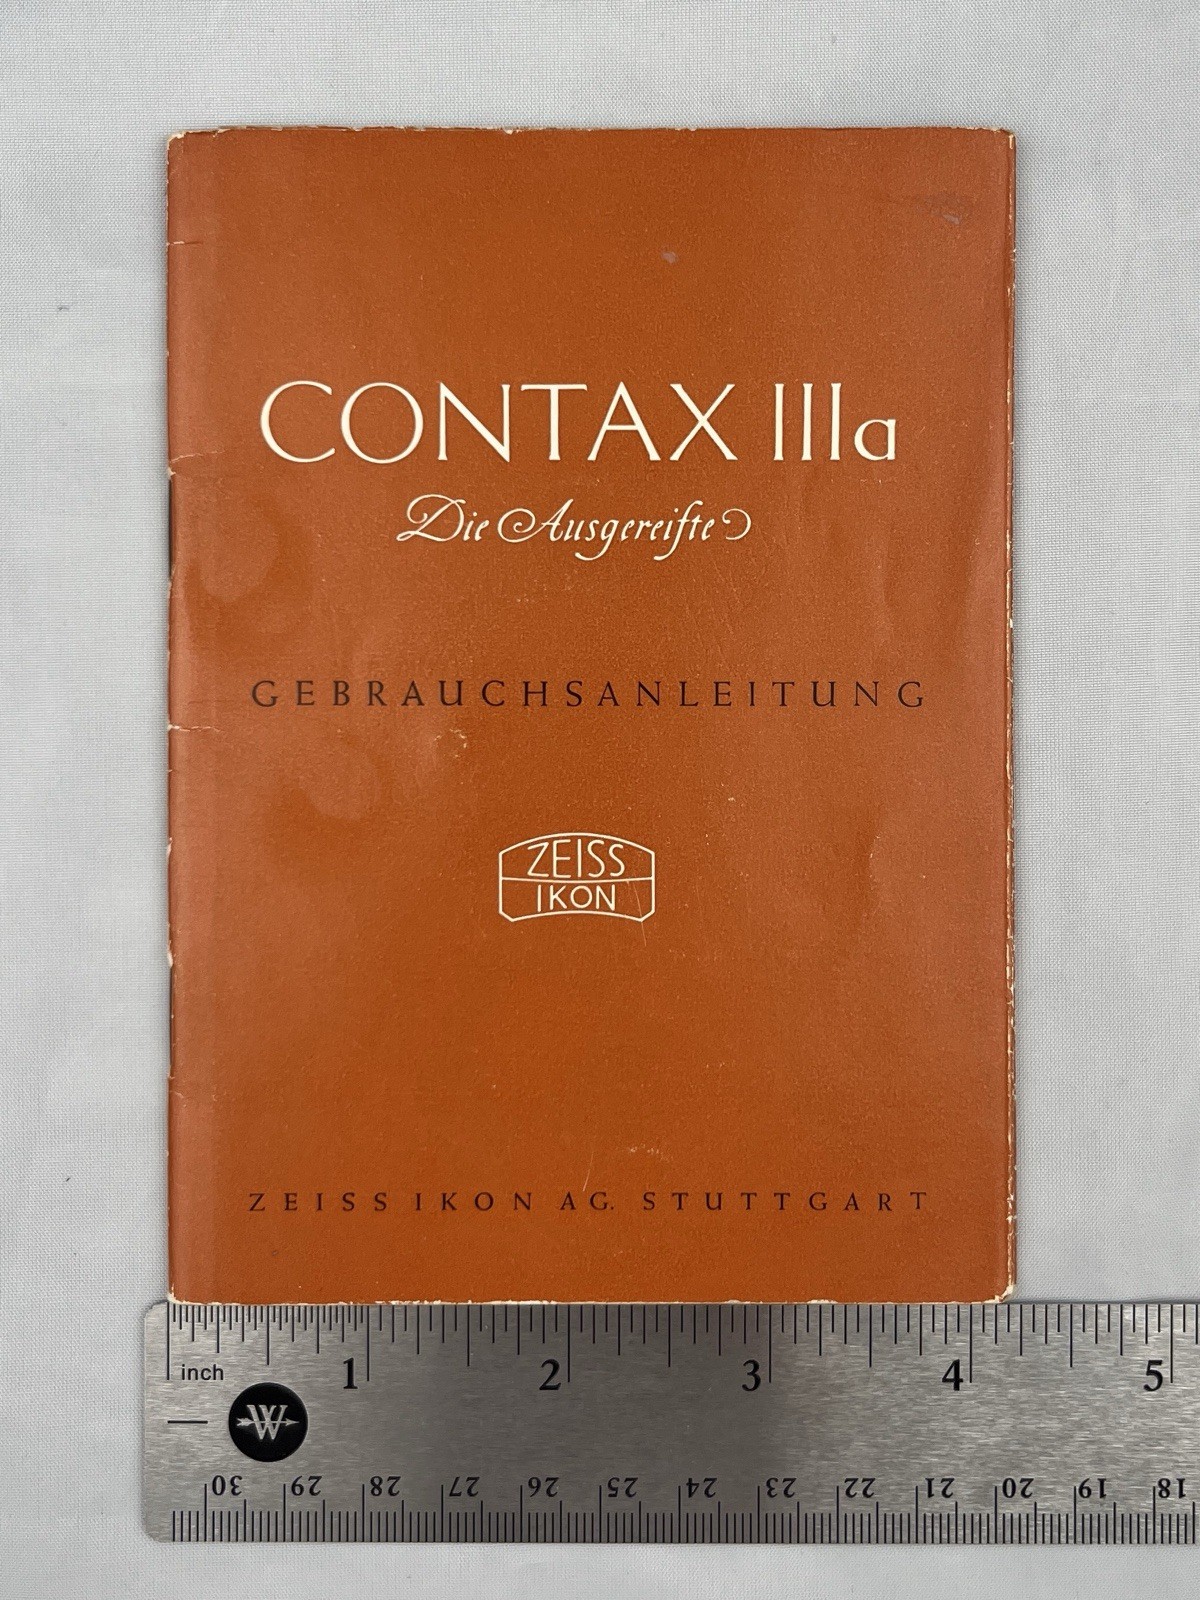 CONTAX IIIa
Die Ausgereifte
GEBRAUCHSANLEITUNG
ZEISS
IKON
ZEISS IKON AG. STUTTGART
1 2 3 4 5
inch
W
30 29 28 27 26 25 24 23 22 21 20 19 18